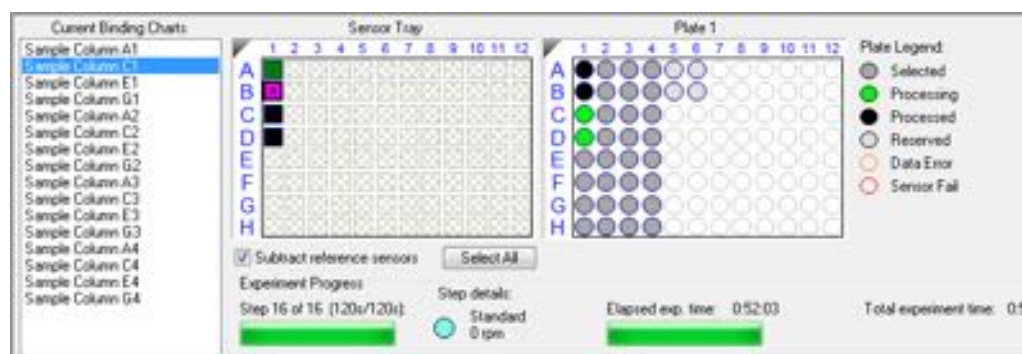 Current Binding Charts
Sample Column A1
Sample Column C1
Sample Column E1
Sample Column G1
Sample Column A2
Sample Column C2
Sample Column E2
Sample Column G2
Sample Column A3
Sample Column C3
Sample Column E3
Sample Column G3
Sample Column A4
Sample Column C4
Sample Column E4
Sample Column G4
Sensor Tray
1 2 3 4 5 6 7 8 9 10 11 12
A
B
C
D
E
F
G
H
Plate 1
1 2 3 4 5 6 7 8 9 10 11 12
A
B
C
D
E
F
G
H
Plate Legend:
Selected
Processing
Processed
Reserved
Data Error
Sensor Fail
Subtract reference sensors
Select All
Experiment Progress
Step 16 of 16 (120s/120s):
Step details:
Standard
0 rpm
Elapsed exp. time: 0:52:03
Total experiment time: